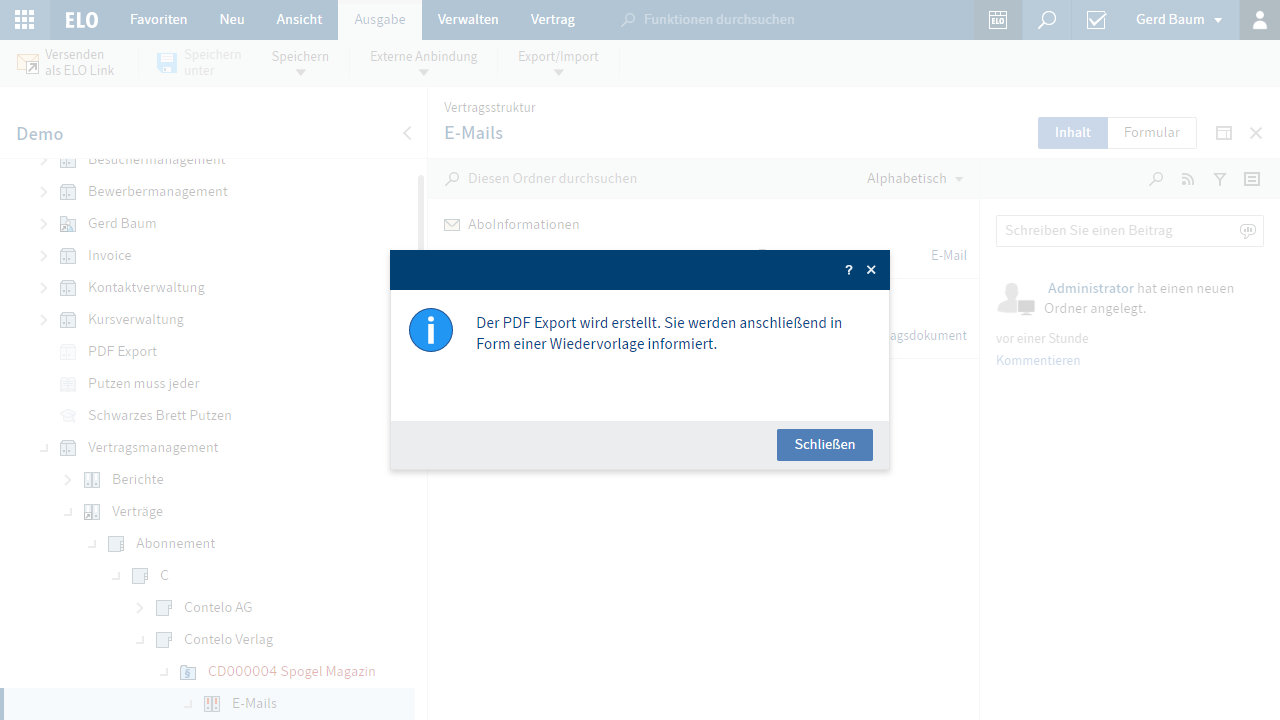 ELO Favoriten Neu Ansicht Ausgabe Verwalten Vertrag Funktionen durchsuchen ELO Gerd Baum
Versenden
als ELO Link
Speichern
unter
Speichern
Externe Anbindung
Export/Import
Demo
Besuchermanagement
Bewerbermanagement
Gerd Baum
Invoice
Kontaktverwaltung
Kursverwaltung
PDF Export
Putzen muss jeder
Schwarzes Brett Putzen
Vertragsmanagement
Berichte
Verträge
Abonnement
C
Contelo AG
Contelo Verlag
CD000004 Spogel Magazin
E-Mails
Vertragsstruktur
E-Mails
Inhalt Formular
Diesen Ordner durchsuchen Alphabetisch
AboInformationen
E-Mail
agsdokument
? ×
Der PDF Export wird erstellt. Sie werden anschließend in
Form einer Wiedervorlage informiert.
Schließen
Schreiben Sie einen Beitrag
Administrator hat einen neuen
Ordner angelegt.
vor einer Stunde
Kommentieren